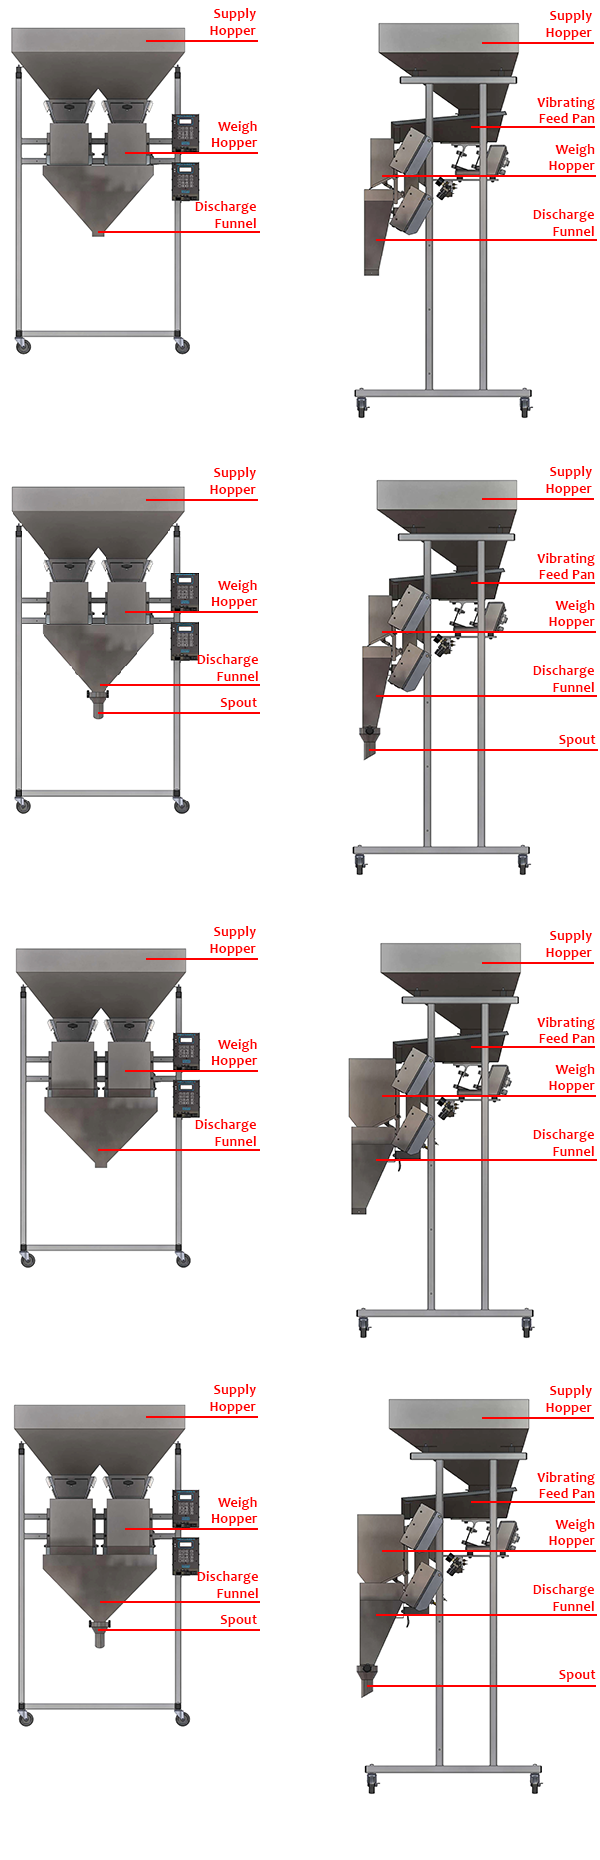 Supply
Hopper
Weigh
Hopper
Discharge
Funnel
Supply
Hopper
Vibrating
Feed Pan
Weigh
Hopper
Discharge
Funnel
Supply
Hopper
Weigh
Hopper
Discharge
Funnel
Spout
Supply
Hopper
Vibrating
Feed Pan
Weigh
Hopper
Discharge
Funnel
Spout
Supply
Hopper
Weigh
Hopper
Discharge
Funnel
Supply
Hopper
Vibrating
Feed Pan
Weigh
Hopper
Discharge
Funnel
Supply
Hopper
Weigh
Hopper
Discharge
Funnel
Spout
Supply
Hopper
Vibrating
Feed Pan
Weigh
Hopper
Discharge
Funnel
Spout